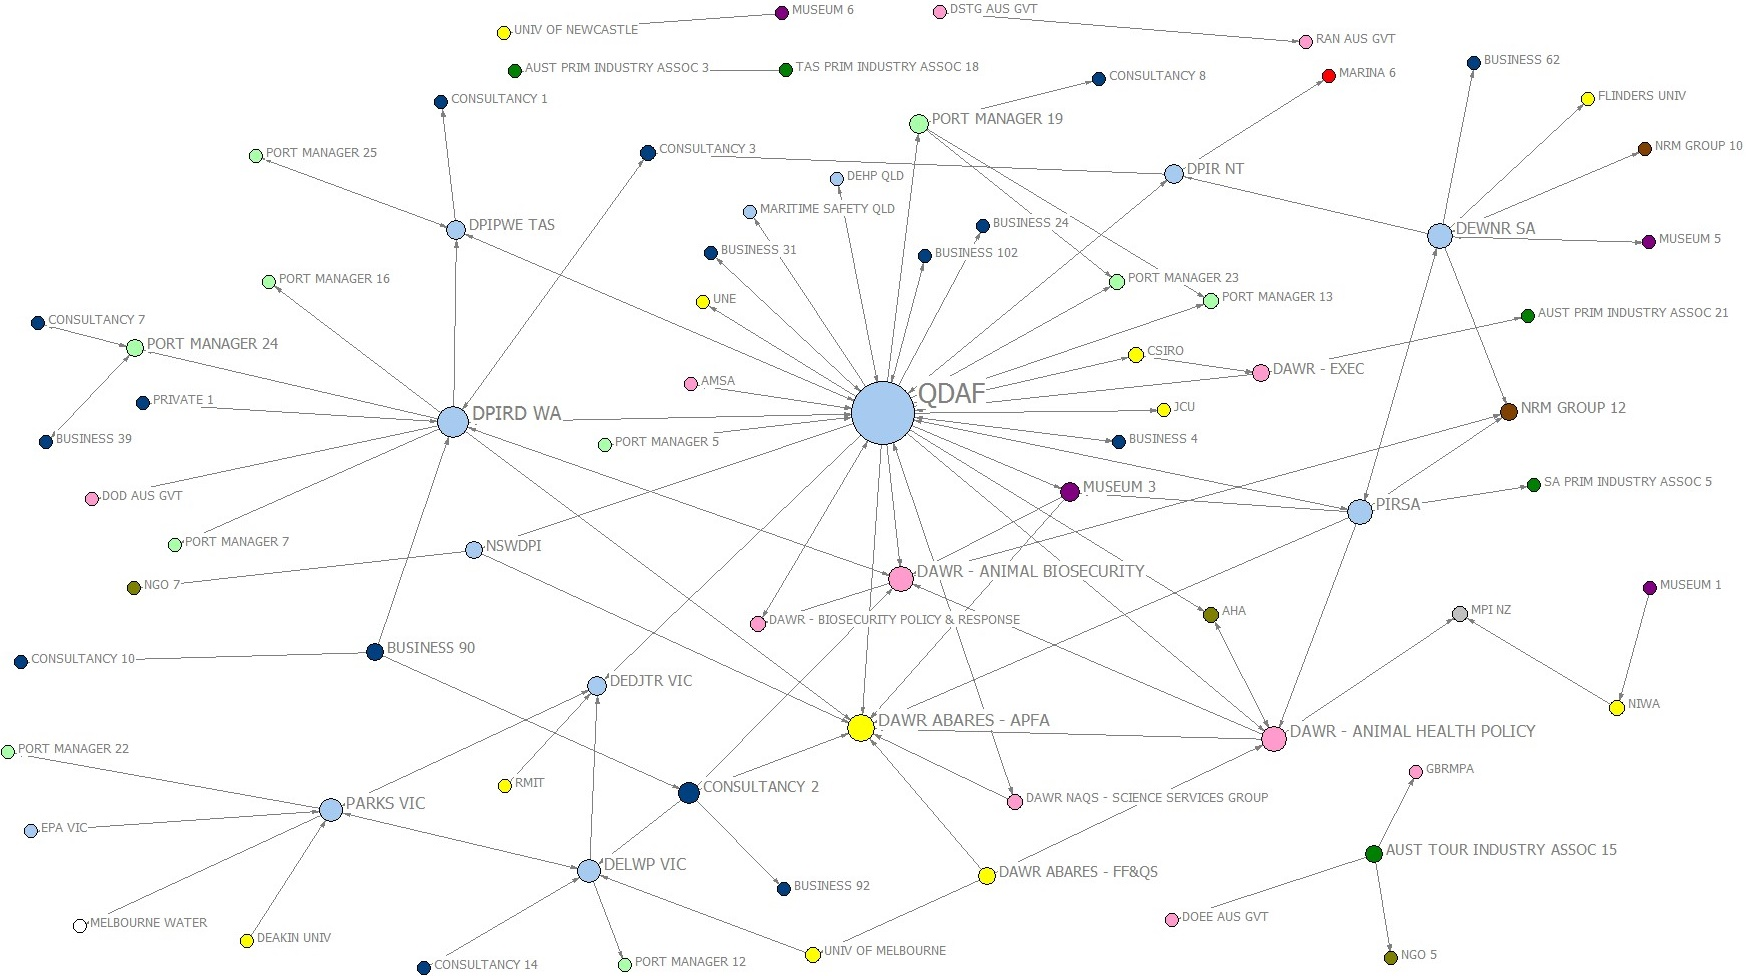 MUSEUM 6
DSTG AUS GVT
UNIV OF NEWCASTLE
RAN AUS GVT
BUSINESS 62
AUST PRIM INDUSTRY ASSOC 3
TAS PRIM INDUSTRY ASSOC 18
CONSULTANCY 8
MARINA 6
CONSULTANCY 1
FLINDERS UNIV
PORT MANAGER 19
PORT MANAGER 25
CONSULTANCY 3
NRM GROUP 10
DEHP QLD
DPIR NT
MARITIME SAFETY QLD
DPIPWE TAS
BUSINESS 24
DEWNR SA
MUSEUM 5
BUSINESS 31
BUSINESS 102
PORT MANAGER 16
PORT MANAGER 23
UNE
PORT MANAGER 13
CONSULTANCY 7
AUST PRIM INDUSTRY ASSOC 21
PORT MANAGER 24
CSIRO
DAWR - EXEC
AMSA
QDAF
PRIVATE 1
DPIRD WA
JCU
NRM GROUP 12
BUSINESS 39
PORT MANAGER 5
BUSINESS 4
DOD AUS GVT
MUSEUM 3
SA PRIM INDUSTRY ASSOC 5
PIRSA
PORT MANAGER 7
NSWDPI
NGO 7
DAWR - ANIMAL BIOSECURITY
MUSEUM 1
DAWR - BIOSECURITY POLICY & RESPONSE
AHA
MPI NZ
CONSULTANCY 10
BUSINESS 90
DEDJTR VIC
NIWA
DAWR ABARES - APFA
DAWR - ANIMAL HEALTH POLICY
PORT MANAGER 22
RMIT
CONSULTANCY 2
GBRMPA
PARKS VIC
DAWR NAQS - SCIENCE SERVICES GROUP
EPA VIC
AUST TOUR INDUSTRY ASSOC 15
DELWP VIC
DAWR ABARES - FF&QS
BUSINESS 92
MELBOURNE WATER
DOEE AUS GVT
DEAKIN UNIV
UNIV OF MELBOURNE
NGO 5
CONSULTANCY 14
PORT MANAGER 12